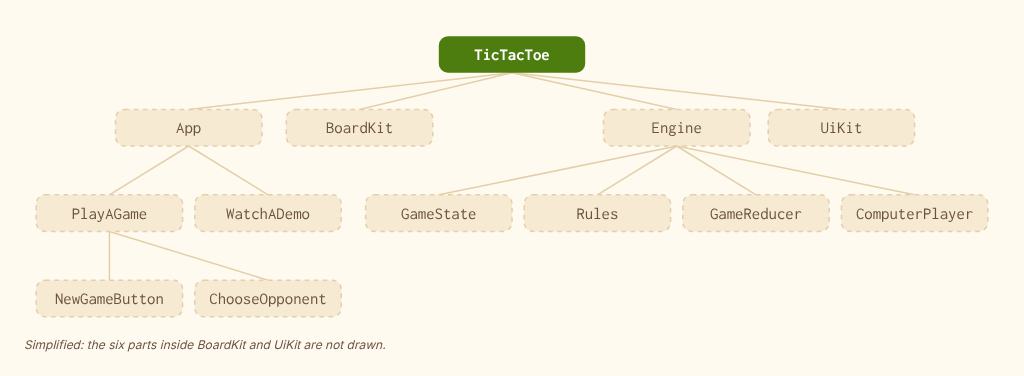 TicTacToe
App
BoardKit
Engine
UiKit
PlayAGame
WatchADemo
GameState
Rules
GameReducer
ComputerPlayer
NewGameButton
ChooseOpponent
Simplified: the six parts inside BoardKit and UiKit are not drawn.